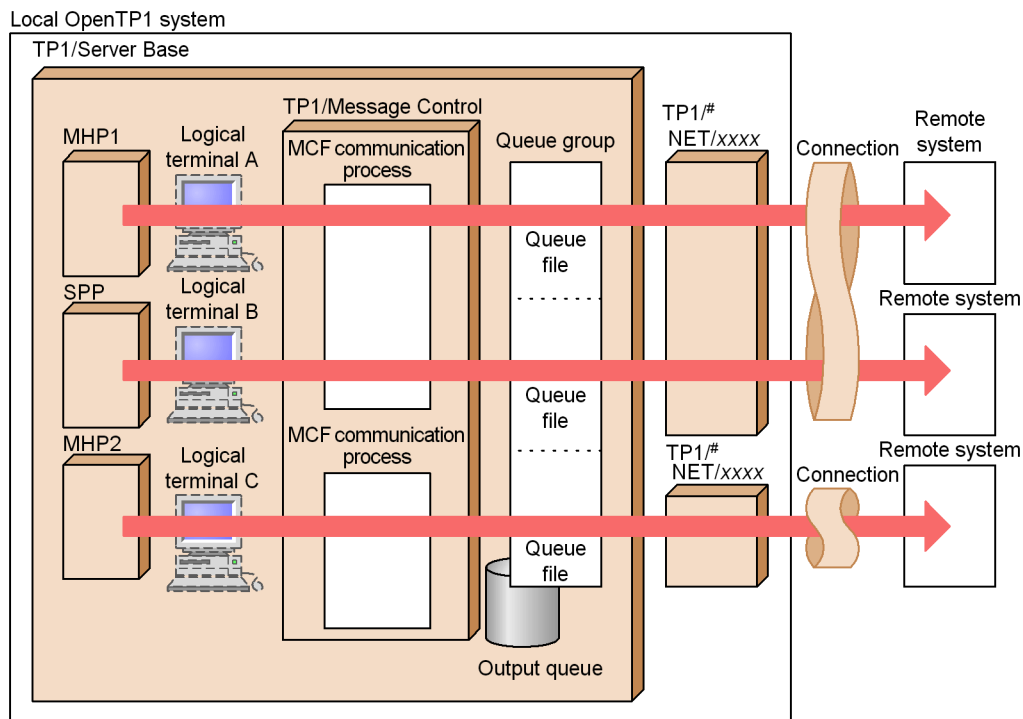 Local OpenTP1 system
TP1/Server Base
MHP1
Logical
terminal A
TP1/Message Control
MCF communication
process
Queue group
TP1/#
NET/xxxx
Connection
Remote
system
Queue
file
SPP
Logical
terminal B
Remote system
Queue
file
MHP2
Logical
terminal C
MCF communication
process
TP1/#
NET/xxxx
Connection
Remote system
Queue
file
Output queue